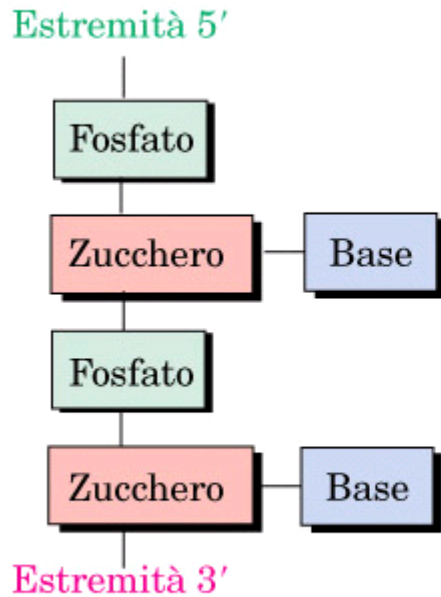 Estremità 5′
Fosfato
Zucchero Base
Fosfato
Zucchero Base
Estremità 3′